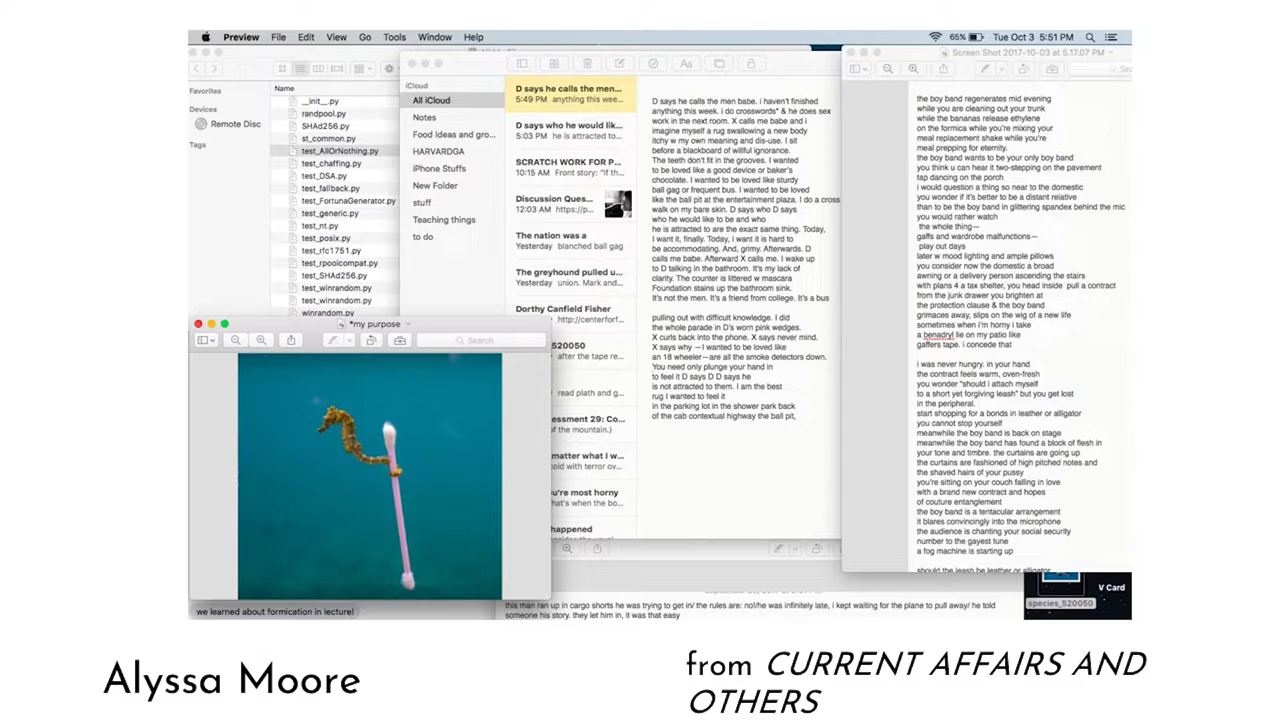 Preview File Edit View Go Tools Window Help
65% Tue Oct 3 5:51 PM
Favorites
Devices
Remote Disc
Tags
Name
__init__.py
randpool.py
SHAd256.py
st_common.py
test_AllOrNothing.py
test_chaffing.py
test_DSA.py
test_fallback.py
test_FortunaGenerator.py
test_generic.py
test_nt.py
test_posix.py
test_rfc1751.py
test_rpoolcompat.py
test_SHAd256.py
test_winrandom.py
test_winrandom.py
winrandom.py
iCloud
All iCloud
Notes
Food Ideas and gro...
HARVARDGA
iPhone Stuffs
New Folder
stuff
Teaching things
to do
D says he calls the men...
5:49 PM anything this wee...
D says who he would lik...
5:03 PM he is attracted to...
SCRATCH WORK FOR P...
10:15 AM Front story: "If th...
Discussion Ques...
12:03 AM https://p...
The nation was a
Yesterday blanched ball gag
The greyhound pulled u...
Yesterday union. Mark and...
Dorthy Canfield Fisher
http://centerforf...
520050
after the tape re...
read plath and g...
essment 29: Co...
of the mountain.)
matter what I w...
old with terror ov...
u're most horny
hat's when the bo...
happened
Aa
D says he calls the men babe. i haven't finished
anything this week. i do crosswords* & he does sex
work in the next room. X calls me babe and i
imagine myself a rug swallowing a new body
itchy w my own meaning and dis-use. I sit
before a blackboard of willful ignorance.
The teeth don't fit in the grooves. I wanted
to be loved like a good device or baker's
chocolate. I wanted to be loved like sturdy
ball gag or frequent bus. I wanted to be loved
like the ball pit at the entertainment plaza. I do a cross
walk on my bare skin. D says who D says
who he would like to be and who
he is attracted to are the exact same thing. Today,
I want it, finally. Today, i want it is hard to
be accommodating. And, grimy. Afterwards. D
calls me babe. Afterward X calls me. I wake up
to D talking in the bathroom. It's my lack of
clarity. The counter is littered w mascara
Foundation stains up the bathroom sink.
It's not the men. It's a friend from college. It's a bus
pulling out with difficult knowledge. I did
the whole parade in D's worn pink wedges.
X curls back into the phone. X says never mind.
X says why —I wanted to be loved like
an 18 wheeler—are all the smoke detectors down.
You need only plunge your hand in
to feel it D says D D says he
is not attracted to them. I am the best
rug I wanted to feel it
in the parking lot in the shower park back
of the cab contextual highway the ball pit,
Screen Shot 2017-10-03 at 5.17.07 PM
the boy band regenerates mid evening
while you are cleaning out your trunk
while the bananas release ethylene
on the formica while you're mixing your
meal replacement shake while you're
meal prepping for eternity.
the boy band wants to be your only boy band
you think u can hear it two-stepping on the pavement
tap dancing on the porch
i would question a thing so near to the domestic
you wonder if it's better to be a distant relative
than to be the boy band in glittering spandex behind the mic
you would rather watch
the whole thing—
gaffs and wardrobe malfunctions—
play out days
later w mood lighting and ample pillows
you consider now the domestic a broad
awning or a delivery person ascending the stairs
with plans 4 a tax shelter, you head inside pull a contract
from the junk drawer you brighten at
the protection clause & the boy band
grimaces away, slips on the wig of a new life
sometimes when i'm horny i take
a benadryl lie on my patio like
gaffers tape. i concede that
i was never hungry. in your hand
the contract feels warm, oven-fresh
you wonder "should i attach myself
to a short yet forgiving leash" but you get lost
in the peripheral.
start shopping for a bonds in leather or alligator
you cannot stop yourself
meanwhile the boy band is back on stage
meanwhile the boy band has found a block of flesh in
your tone and timbre. the curtains are going up
the curtains are fashioned of high pitched notes and
the shaved hairs of your pussy
you're sitting on your couch falling in love
with a brand new contract and hopes
of couture entanglement
the boy band is a tentacular arrangement
it blares convincingly into the microphone
the audience is chanting your social security
number to the gayest tune
a fog machine is starting up
should the leash be leather or alligator
*my purpose
Search
we learned about formication in lecture!
this man ran up in cargo shorts he was trying to get in/ the rules are: no!/he was infinitely late, i kept waiting for the plane to pull away/ he told
someone his story. they let him in, it was that easy
V Card
species_520050
Alyssa Moore
from CURRENT AFFAIRS AND
OTHERS